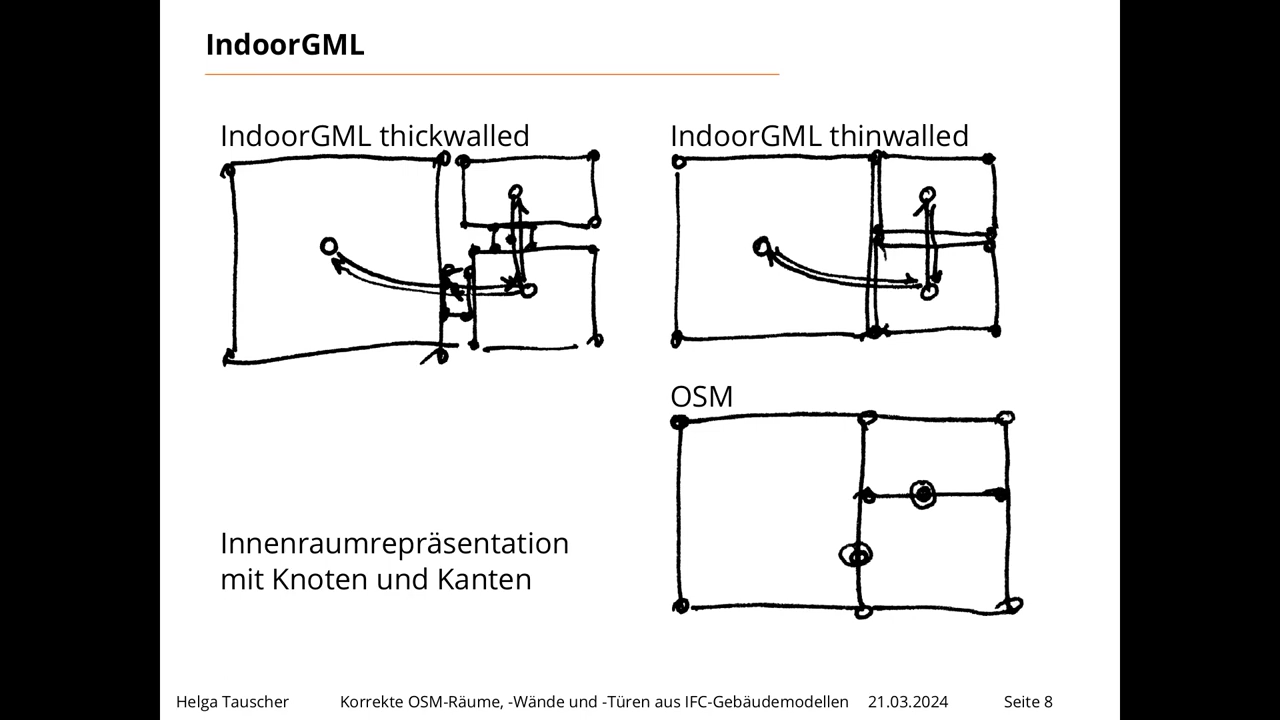 IndoorGML
IndoorGML thickwalled
IndoorGML thinwalled
OSM
Innenraumrepräsentation
mit Knoten und Kanten
Helga Tauscher Korrekte OSM-Räume, -Wände und -Türen aus IFC-Gebäudemodellen 21.03.2024 Seite 8